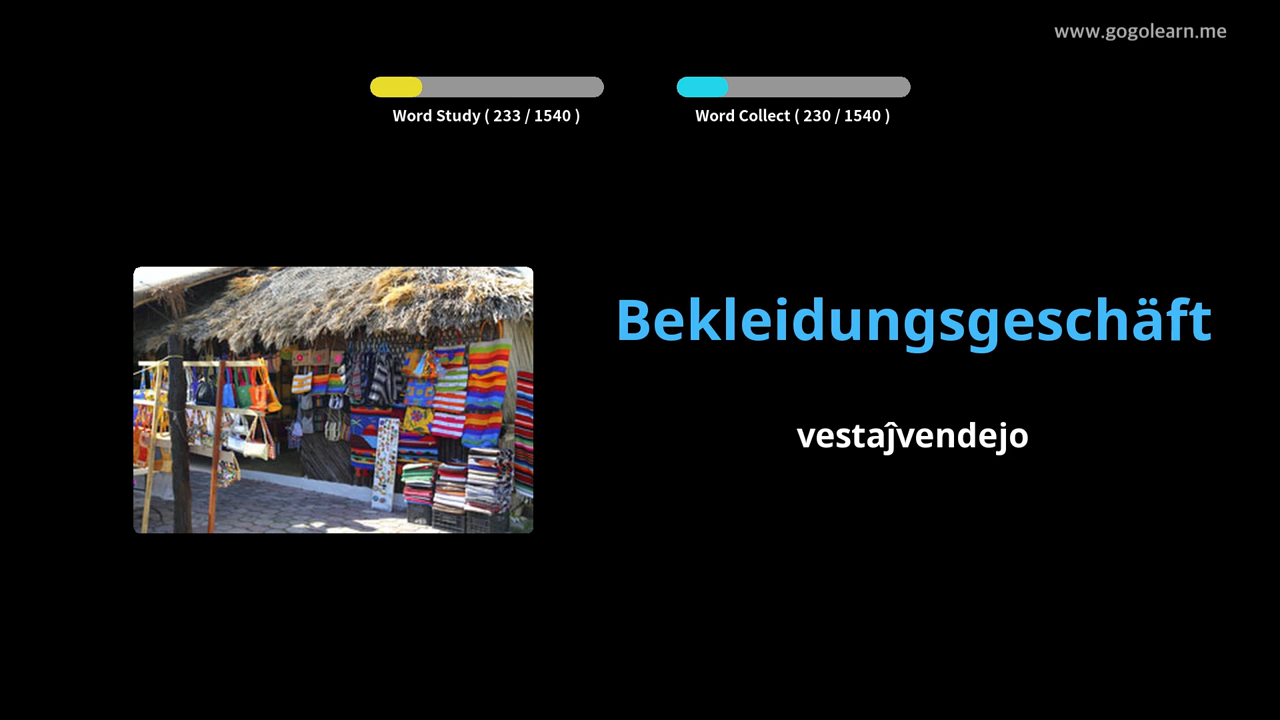 www.gogolearn.me
Word Study ( 233 / 1540 )
Word Collect ( 230 / 1540 )
Bekleidungsgeschäft
vestaĵvendejo